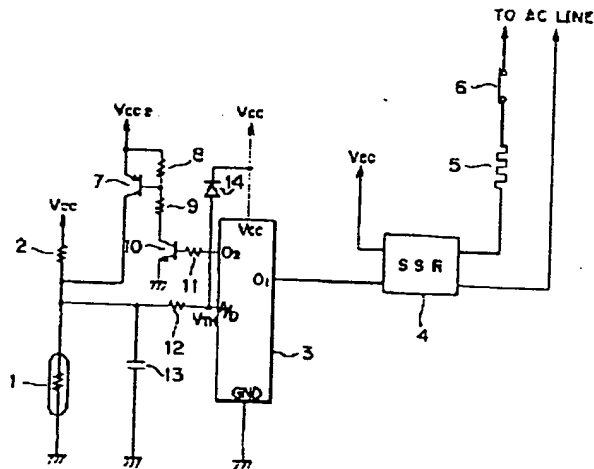 TO AC LINE
6
Vcc2
Vcc
8
7
14
Vcc
5
9
Vcc
Vcc
2
10
O2
SSR
11
O1
VTH
A/D
12
4
3
1
13
GND